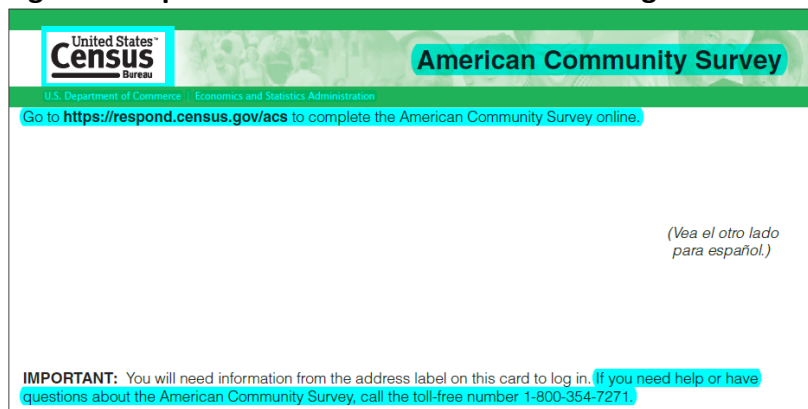 United States™
Census
Bureau
American Community Survey
U.S. Department of Commerce | Economics and Statistics Administration
Go to https://respond.census.gov/acs to complete the American Community Survey online.
(Vea el otro lado
para español.)
IMPORTANT: You will need information from the address label on this card to log in. If you need help or have
questions about the American Community Survey, call the toll-free number 1-800-354-7271.